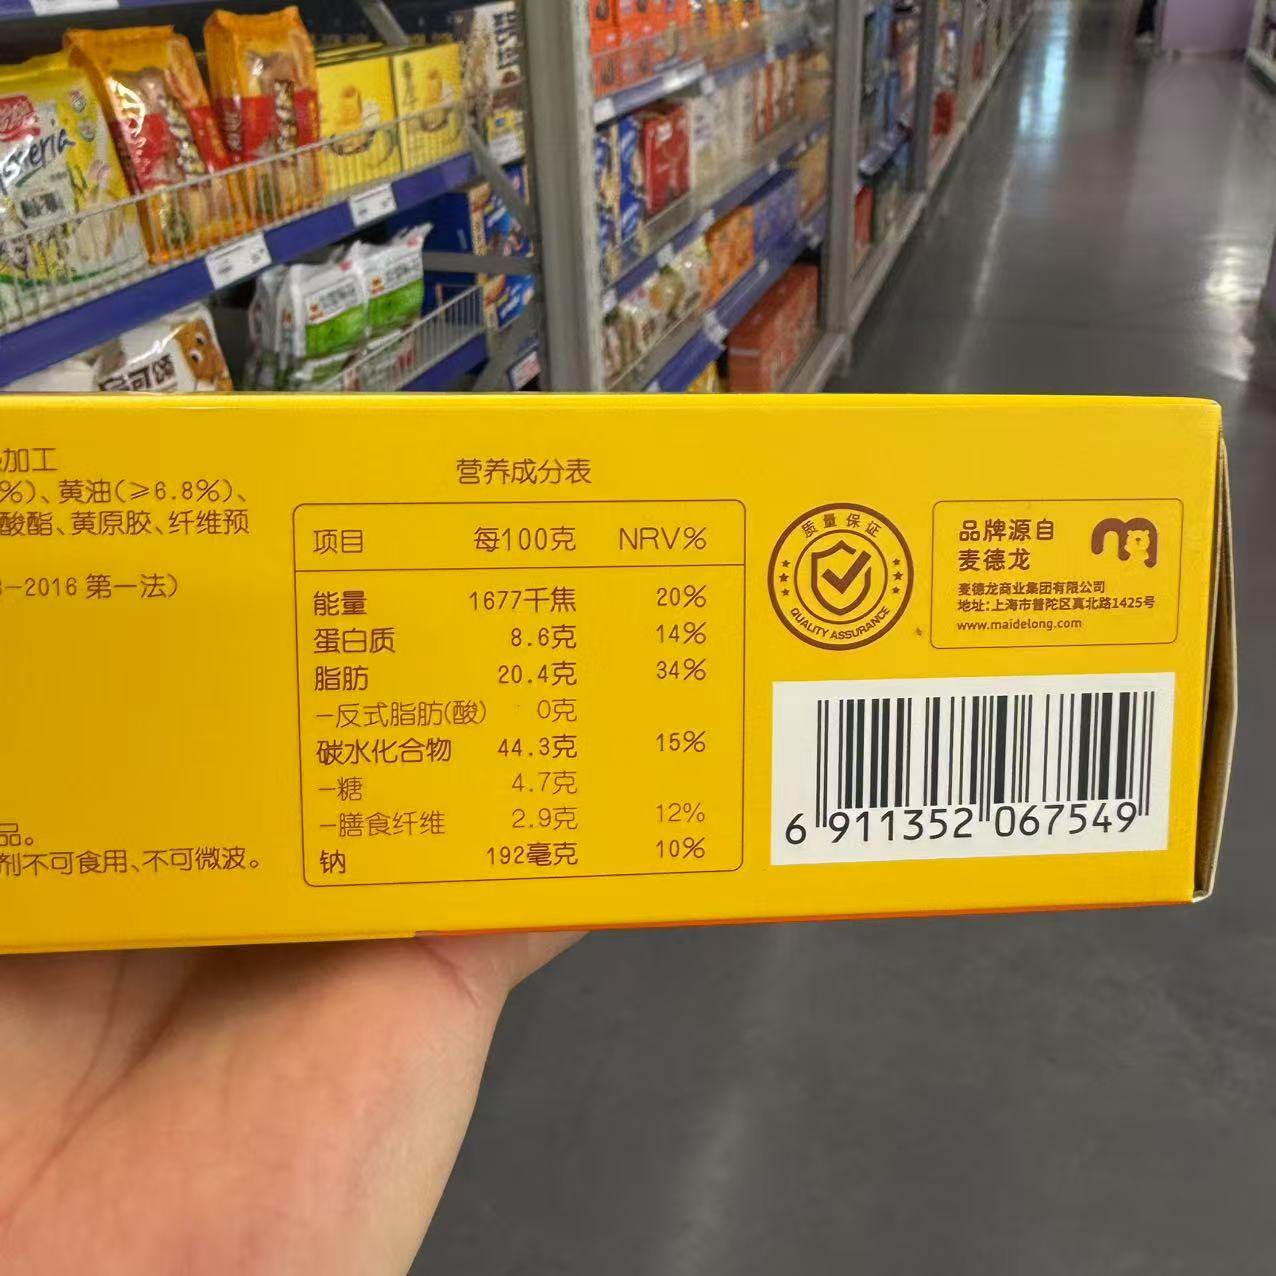 加工
%)、黄油(≥6.8%)、
酸酯、黄原胶、纤维预
-2016 第一法)
品。
剂不可食用、不可微波。
营养成分表
项目 每100克 NRV%
能量 1677千焦 20%
蛋白质 8.6克 14%
脂肪 20.4克 34%
-反式脂肪(酸) 0克
碳水化合物 44.3克 15%
-糖 4.7克
-膳食纤维 2.9克 12%
钠 192毫克 10%
质量保证
QUALITY ASSURANCE
品牌源自
麦德龙
麦德龙商业集团有限公司
地址:上海市普陀区真北路1425号
www.maidelong.com
6 911352 067549